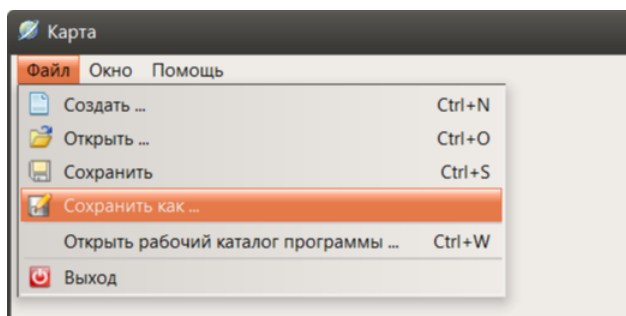 Карта
Файл Окно Помощь
Создать ... Ctrl+N
Открыть ... Ctrl+O
Сохранить Ctrl+S
Сохранить как ...
Открыть рабочий каталог программы ... Ctrl+W
Выход